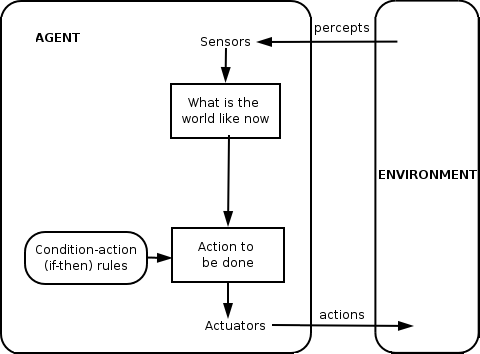 AGENT
Sensors
percepts
What is the
world like now
ENVIRONMENT
Condition-action
(if-then) rules
Action to
be done
Actuators
actions